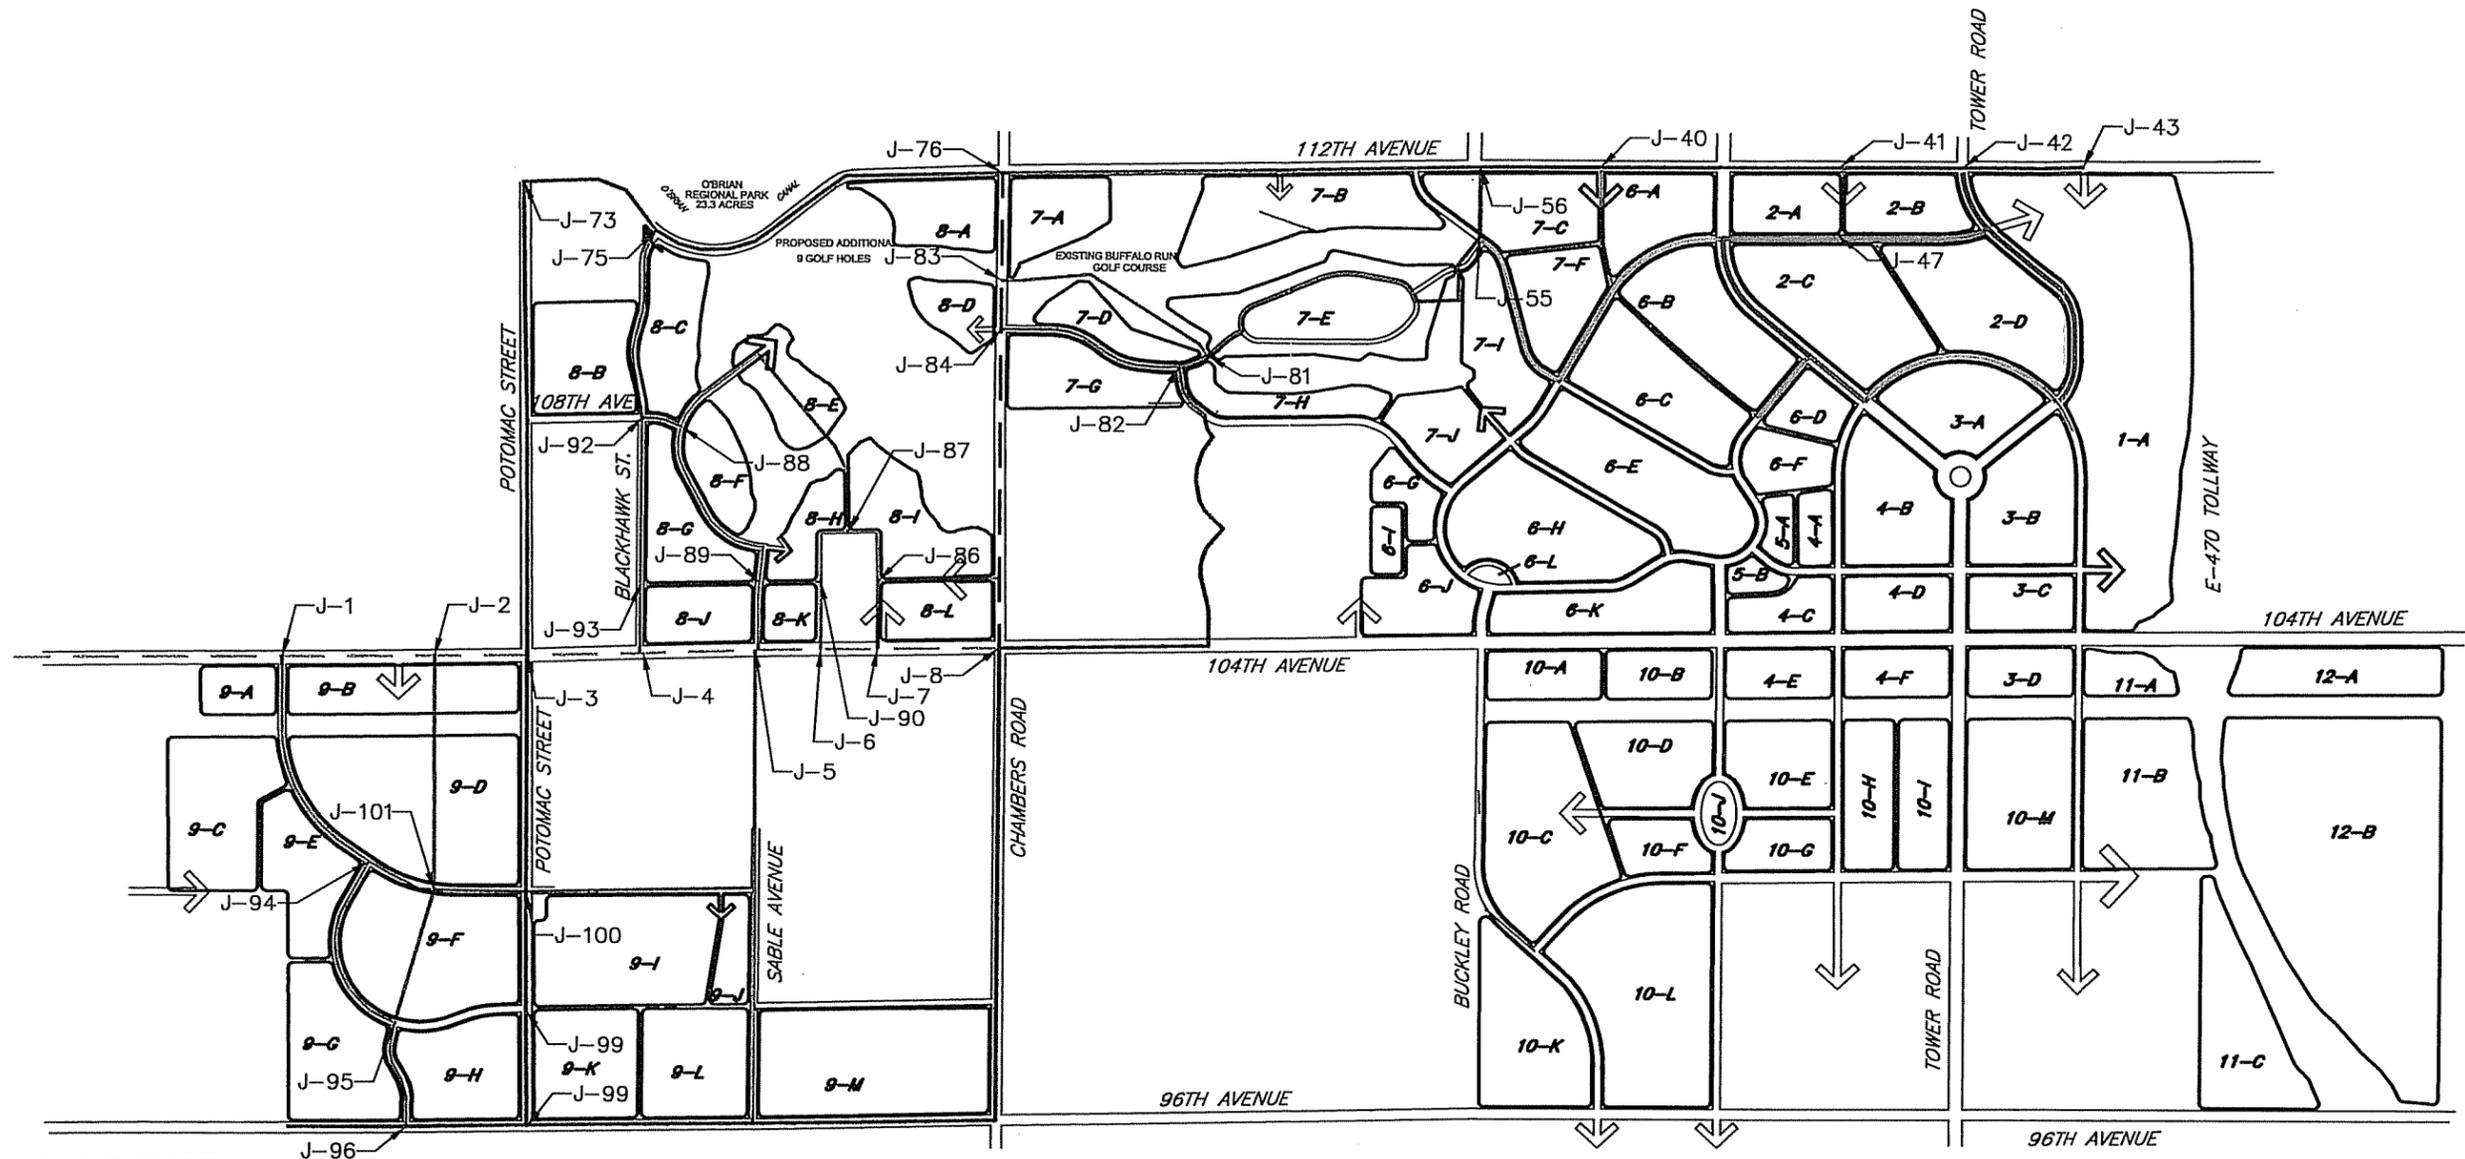 TOWER ROAD
J-76
112TH AVENUE
J-40
J-41
J-42
J-43
O'BRIAN
REGIONAL PARK
23.3 ACRES
O'BRIAN
CANAL
J-73
J-75
8-A
7-A
7-B
J-56
6-A
7-C
2-A
2-B
PROPOSED ADDITIONA
9 GOLF HOLES
J-83
EXISTING BUFFALO RUN
GOLF COURSE
7-F
J-47
J-55
2-C
8-D
7-D
7-E
6-B
2-D
8-C
POTOMAC STREET
8-B
J-84
7-G
J-81
7-I
108TH AVE
8-E
7-H
6-C
6-D
3-A
J-92
J-88
J-87
J-82
7-J
1-A
BLACKHAWK ST.
8-F
6-G
6-E
6-F
E-470 TOLLWAY
8-G
8-H
8-I
6-I
6-H
5-A
4-A
4-B
3-B
J-89
J-86
6-L
5-B
J-1
J-2
J-93
8-J
8-K
8-L
6-J
6-K
4-C
4-D
3-C
104TH AVENUE
104TH AVENUE
9-A
9-B
J-3
J-4
J-7
J-8
J-90
J-6
J-5
10-A
10-B
4-E
4-F
3-D
11-A
12-A
POTOMAC STREET
CHAMBERS ROAD
9-D
J-101
9-C
9-E
10-D
10-E
10-J
10-H
10-I
10-M
11-B
10-C
10-F
10-G
12-B
J-94
9-F
J-100
9-I
9-J
SABLE AVENUE
BUCKLEY ROAD
10-L
TOWER ROAD
9-G
J-95
9-H
J-99
9-K
9-L
9-M
10-K
11-C
J-99
96TH AVENUE
96TH AVENUE
J-96